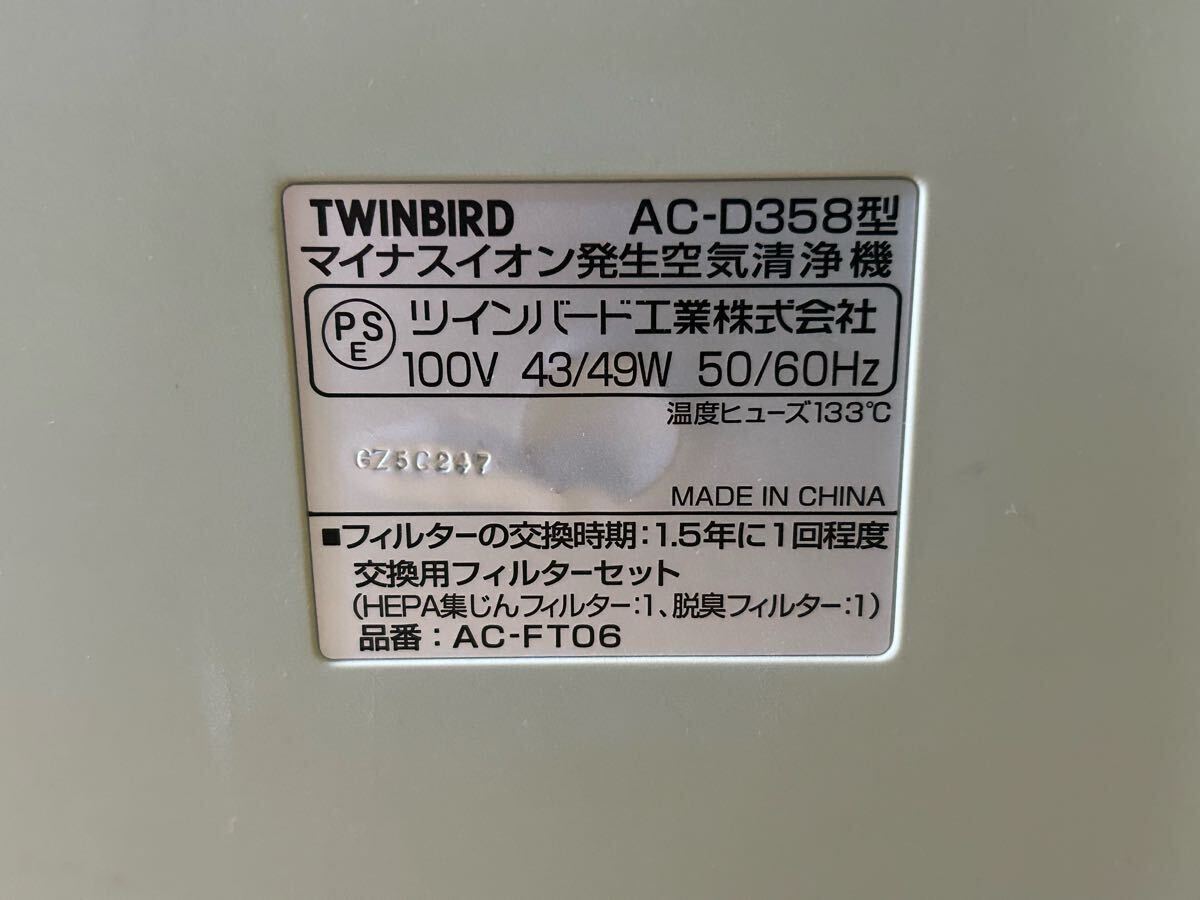 TWINBIRD AC-D358型
マイナスイオン発生空気清浄機
PSE ツインバード工業株式会社
100V 43/49W 50/60Hz
温度ヒューズ133℃
GZ5C247
MADE IN CHINA
■フィルターの交換時期:1.5年に1回程度
交換用フィルターセット
(HEPA集じんフィルター:1、脱臭フィルター:1)
品番:AC-FT06